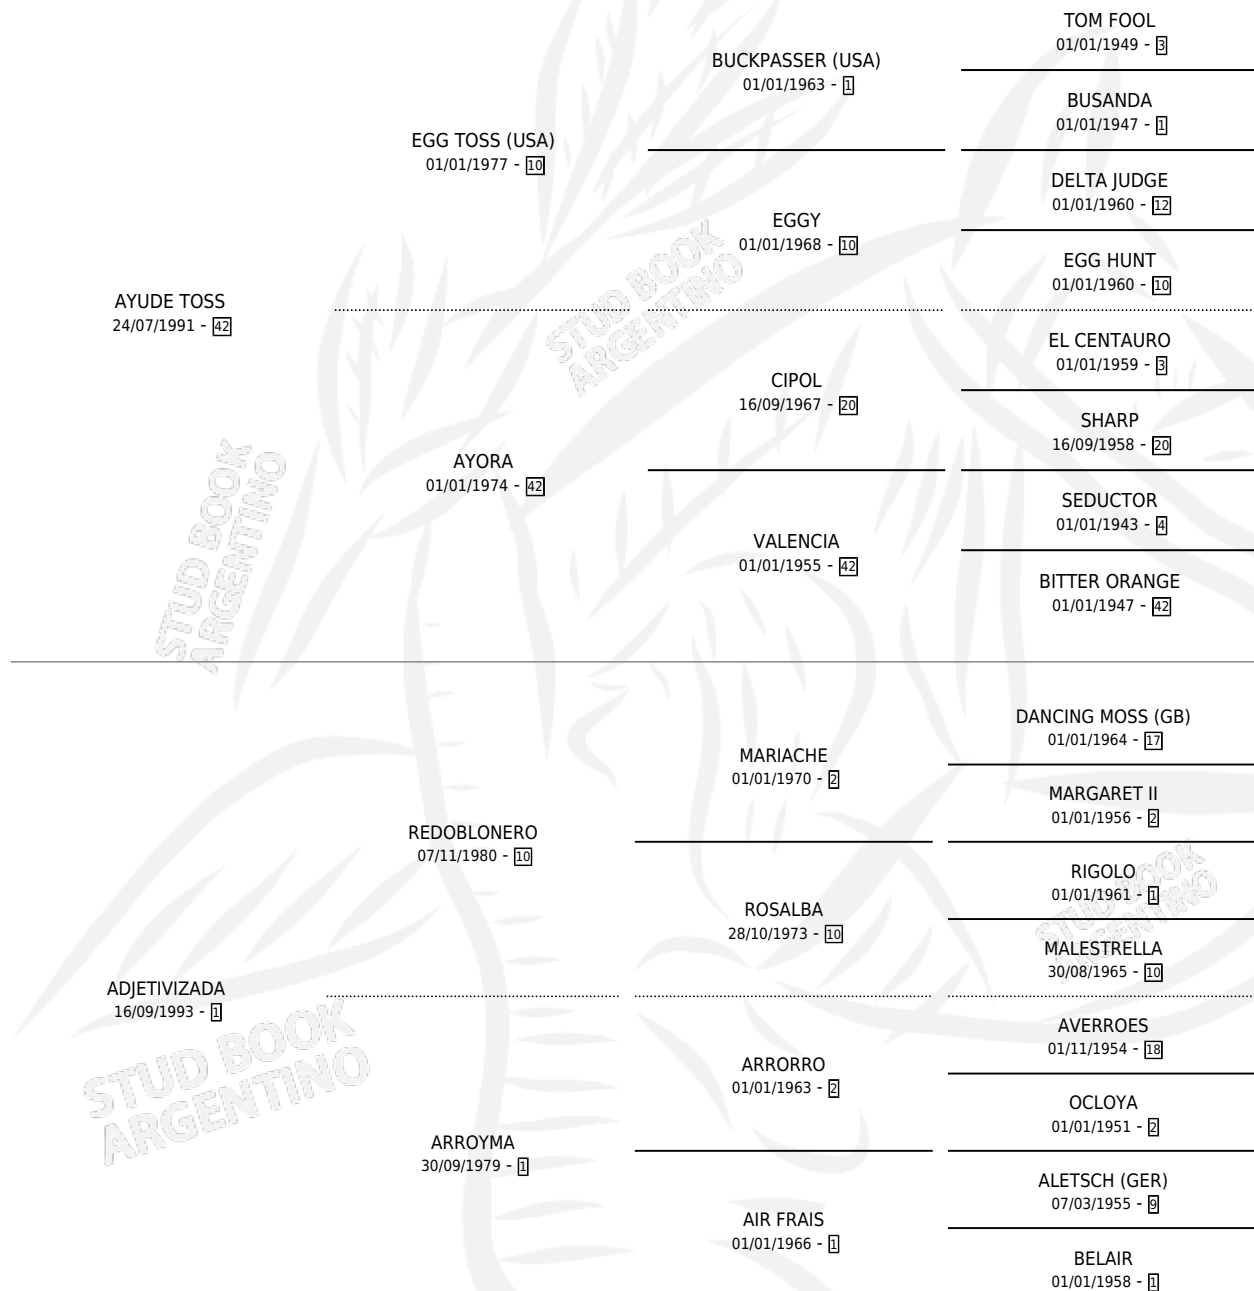 TOM FOOL
01/01/1949 - 3
BUCKPASSER (USA)
01/01/1963 - 1
BUSANDA
01/01/1947 - 1
EGG TOSS (USA)
01/01/1977 - 10
DELTA JUDGE
01/01/1960 - 12
EGGY
01/01/1968 - 10
EGG HUNT
01/01/1960 - 10
AYUDE TOSS
24/07/1991 - 42
STUD BOOK
ARGENTINO
EL CENTAURO
01/01/1959 - 3
CIPOL
16/09/1967 - 20
SHARP
16/09/1958 - 20
AYORA
01/01/1974 - 42
SEDUCTOR
01/01/1943 - 4
VALENCIA
01/01/1955 - 42
BITTER ORANGE
01/01/1947 - 42
STUD BOOK
ARGENTINO
DANCING MOSS (GB)
01/01/1964 - 17
MARIACHE
01/01/1970 - 2
MARGARET II
01/01/1956 - 2
REDOBLONERO
07/11/1980 - 10
RIGOLO
01/01/1961 - 1
ROSALBA
28/10/1973 - 10
MALESTRELLA
30/08/1965 - 10
STUD BOOK
ARGENTINO
ADJETIVIZADA
16/09/1993 - 1
AVERROES
01/11/1954 - 18
ARRORRO
01/01/1963 - 2
OCLOYA
01/01/1951 - 2
STUD BOOK
ARGENTINO
ARROYMA
30/09/1979 - 1
ALETSCH (GER)
07/03/1955 - 9
AIR FRAIS
01/01/1966 - 1
BELAIR
01/01/1958 - 1